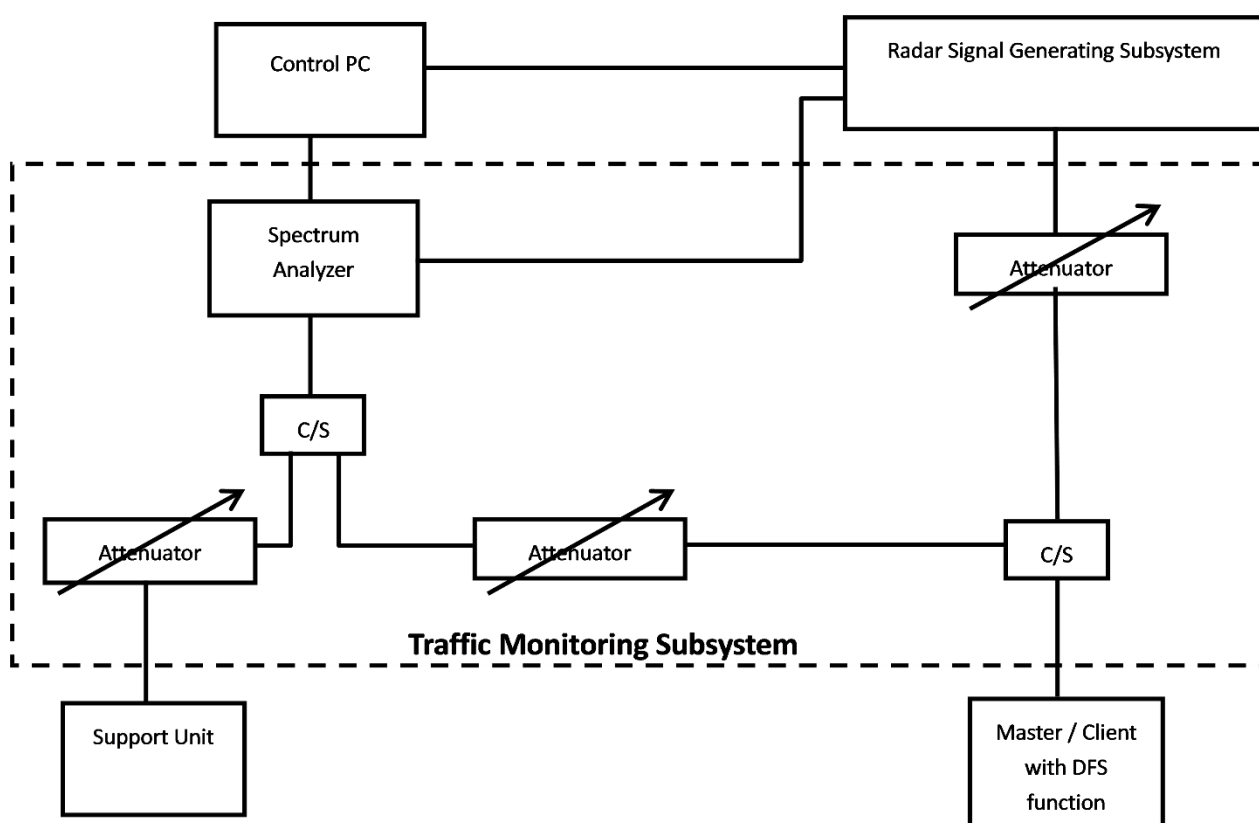 Control PC
Radar Signal Generating Subsystem
Spectrum
Analyzer
Attenuator
C/S
Attenuator
Attenuator
C/S
Traffic Monitoring Subsystem
Support Unit
Master / Client
with DFS
function